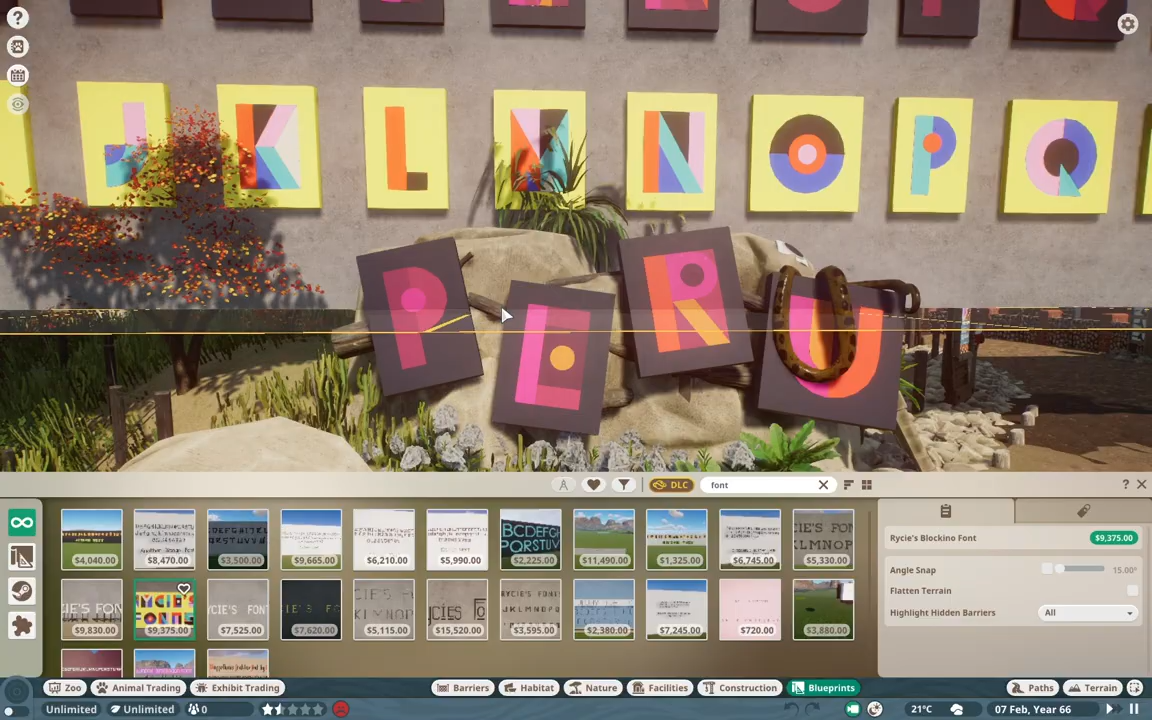 J K L M N O P Q
P E R U
DLC
font
Rycie's Blockino Font $9,375.00
Angle Snap 15.00°
Flatten Terrain
Highlight Hidden Barriers All
$4,040.00 $8,470.00 $3,500.00 $9,665.00 $6,210.00 $5,990.00 $2,225.00 $11,490.00 $1,325.00 $6,745.00 $5,330.00
$9,830.00 $9,375.00 $7,525.00 $7,620.00 $5,115.00 $15,520.00 $3,595.00 $2,380.00 $7,245.00 $720.00 $3,880.00
Zoo Animal Trading Exhibit Trading Barriers Habitat Nature Facilities Construction Blueprints Paths Terrain
Unlimited Unlimited 0 21°C 07 Feb, Year 66